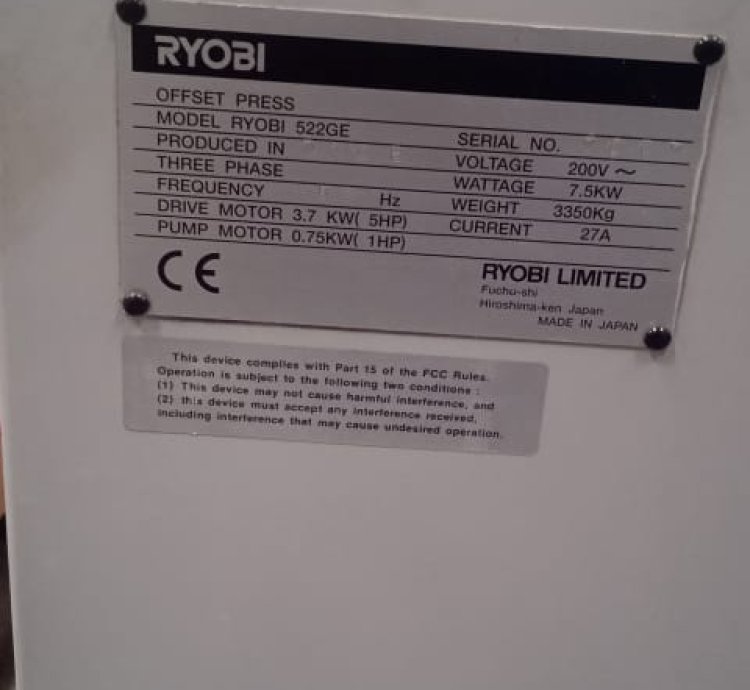 RYOBI
OFFSET PRESS
MODEL RYOBI 522GE
PRODUCED IN
THREE PHASE
FREQUENCY Hz
DRIVE MOTOR 3.7 KW( 5HP)
PUMP MOTOR 0.75KW( 1HP)
SERIAL NO.
VOLTAGE 200V ~
WATTAGE 7.5KW
WEIGHT 3350Kg
CURRENT 27A
CE
RYOBI LIMITED
Fuchu-shi
Hiroshima-ken Japan
MADE IN JAPAN
This device complies with Part 15 of the FCC Rules.
Operation is subject to the following two conditions :
(1) This device may not cause harmful interference, and
(2) this device must accept any interference received,
including interference that may cause undesired operation.